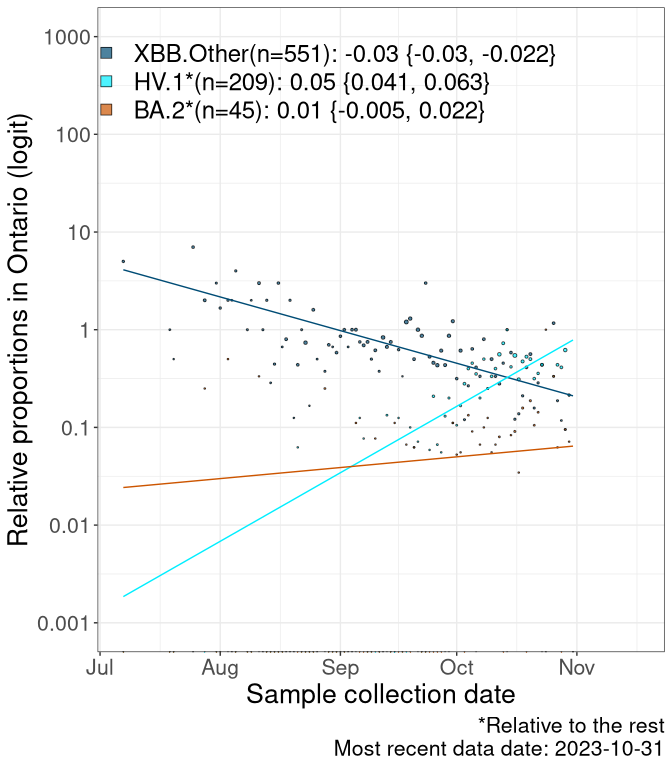 1000
100
10
1
0.1
0.01
0.001
Relative proportions in Ontario (logit)
XBB.Other(n=551): -0.03 {-0.03, -0.022}
HV.1*(n=209): 0.05 {0.041, 0.063}
BA.2*(n=45): 0.01 {-0.005, 0.022}
Jul Aug Sep Oct Nov
Sample collection date
*Relative to the rest
Most recent data date: 2023-10-31